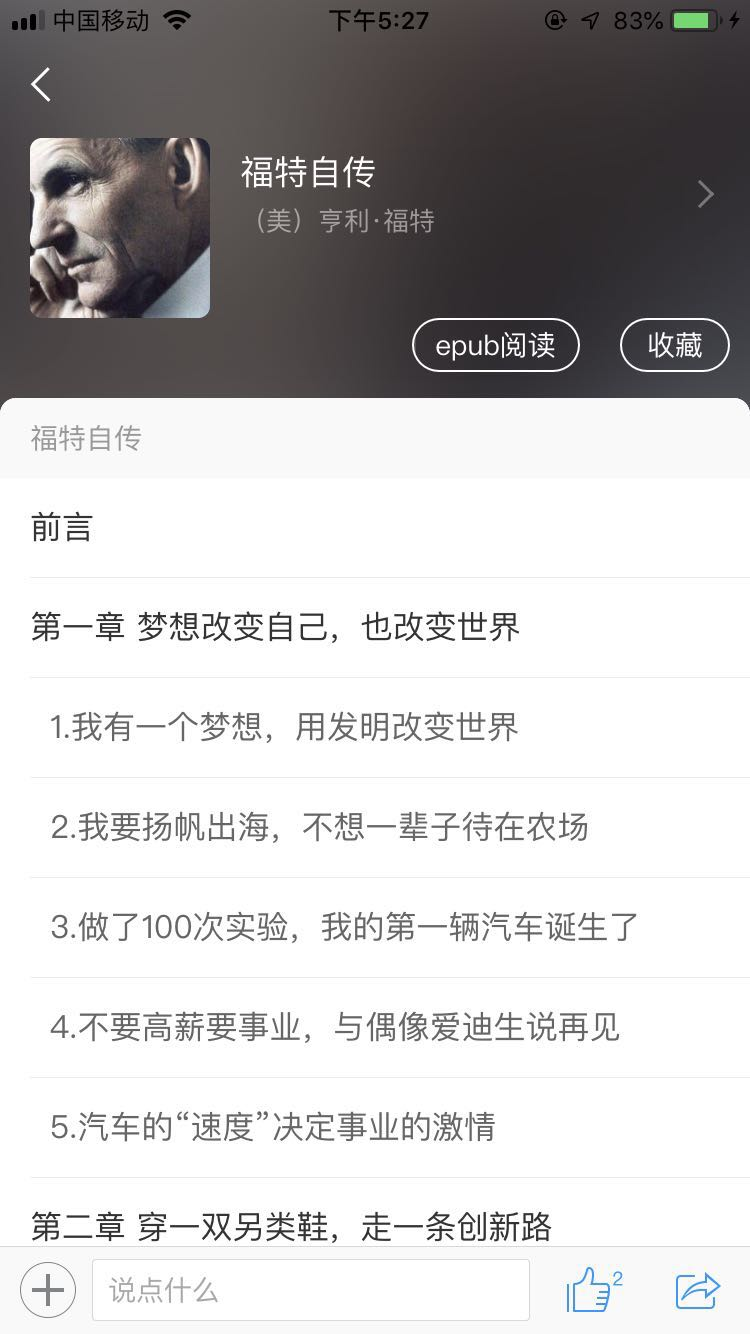 中国移动 下午5:27 83%
福特自传
（美）亨利·福特
epub阅读 收藏
福特自传
前言
第一章 梦想改变自己，也改变世界
1.我有一个梦想，用发明改变世界
2.我要扬帆出海，不想一辈子待在农场
3.做了100次实验，我的第一辆汽车诞生了
4.不要高薪要事业，与偶像爱迪生说再见
5.汽车的“速度”决定事业的激情
第二章 穿一双另类鞋，走一条创新路
说点什么 2